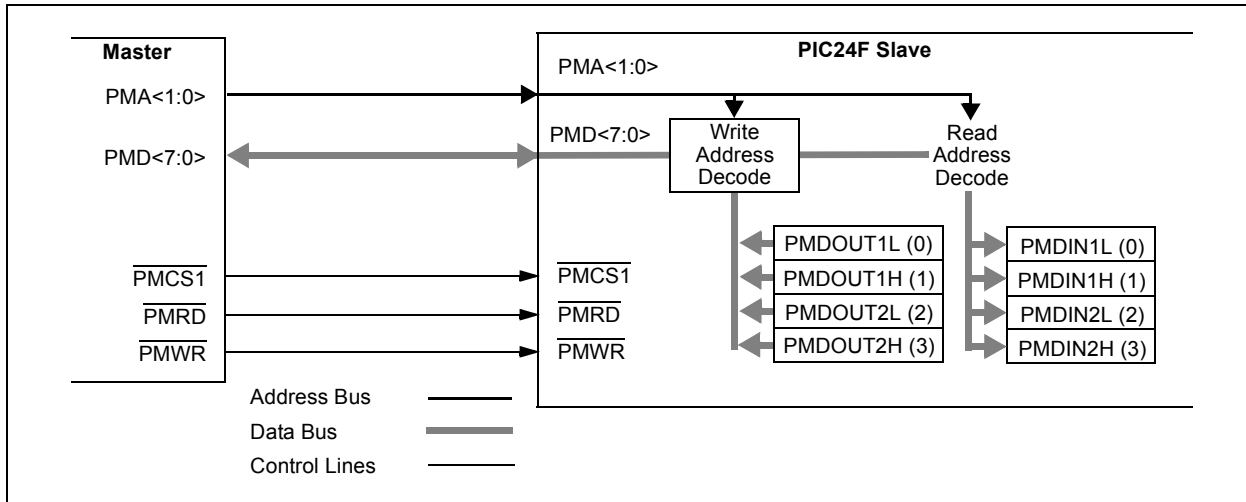 Master
PIC24F Slave
PMA<1:0>
PMA<1:0>
PMD<7:0>
PMD<7:0>
Write
Address
Decode
Read
Address
Decode
PMDOUT1L (0)
PMDOUT1H (1)
PMDOUT2L (2)
PMDOUT2H (3)
PMDIN1L (0)
PMDIN1H (1)
PMDIN2L (2)
PMDIN2H (3)
PMCS1
PMCS1
PMRD
PMRD
PMWR
PMWR
Address Bus
Data Bus
Control Lines